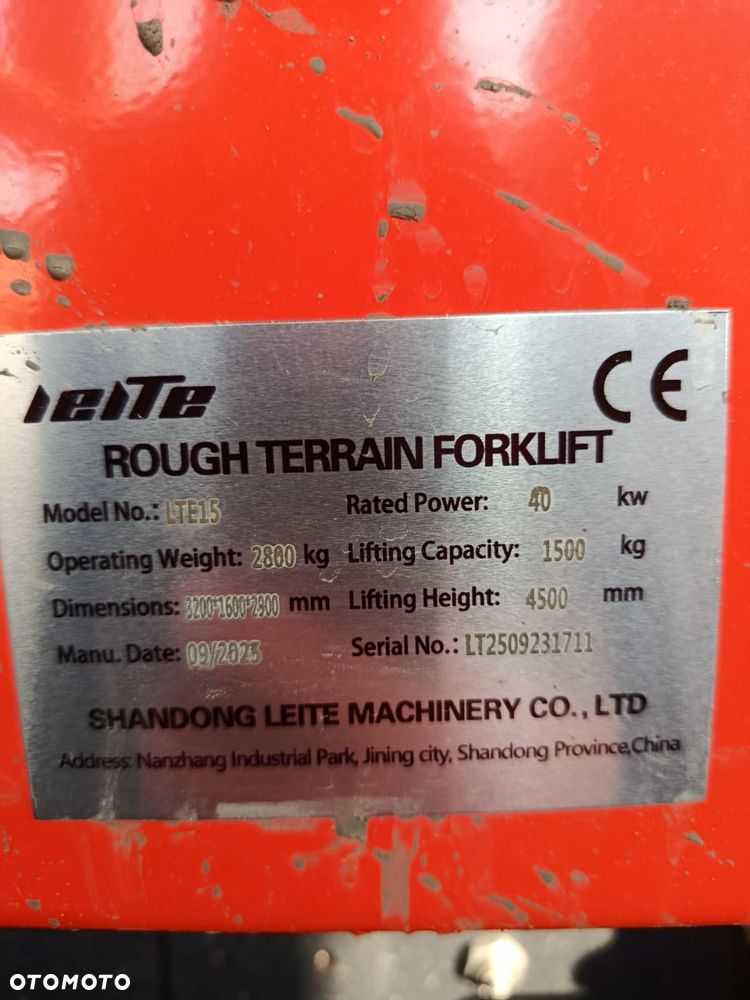 leite
CE
ROUGH TERRAIN FORKLIFT
Model No.: LTE15 Rated Power: 40 kw
Operating Weight: 2880 kg Lifting Capacity: 1500 kg
Dimensions: 3200*1600*2900 mm Lifting Height: 4500 mm
Manu. Date: 09/2025 Serial No.: LT2509231711
SHANDONG LEITE MACHINERY CO., LTD
Address: Nanzhang Industrial Park, Jining city, Shandong Province,China
OTOMOTO